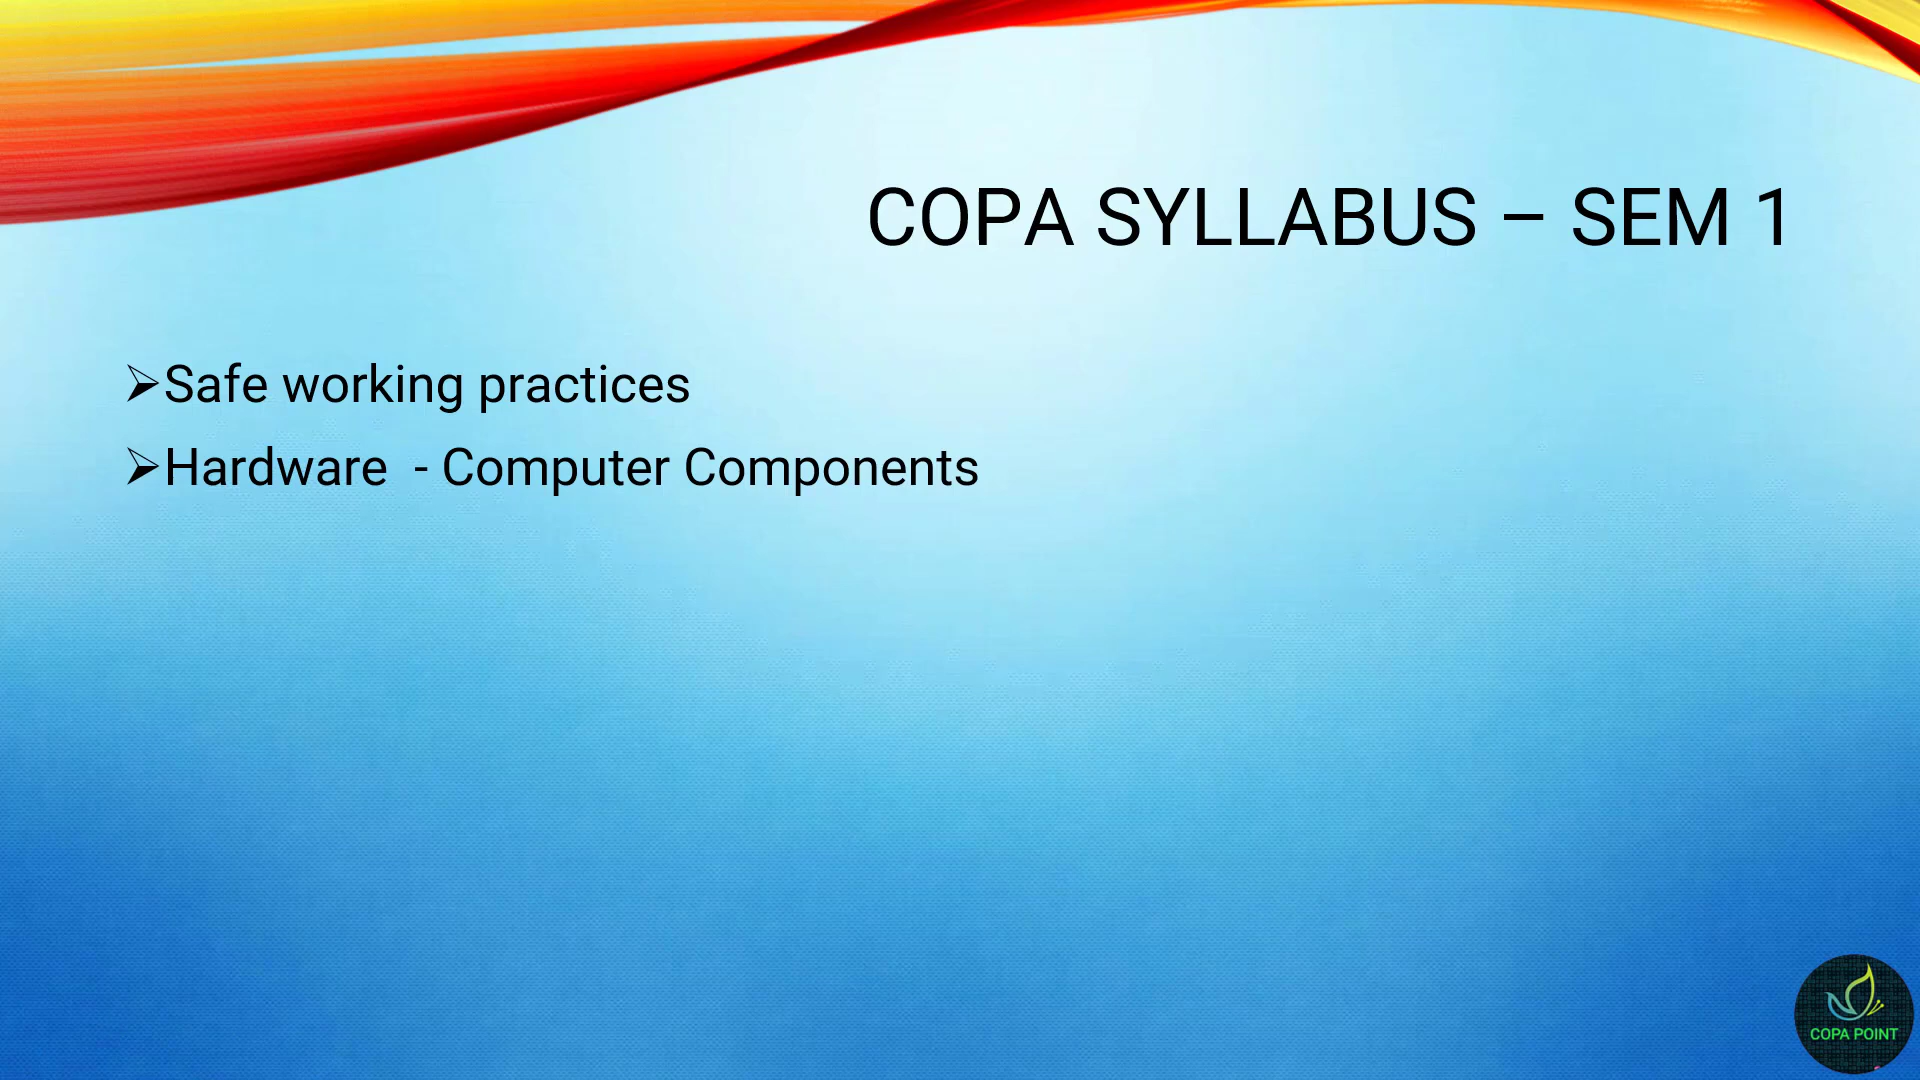 COPA SYLLABUS – SEM 1
➢Safe working practices
➢Hardware  - Computer Components
COPA POINT